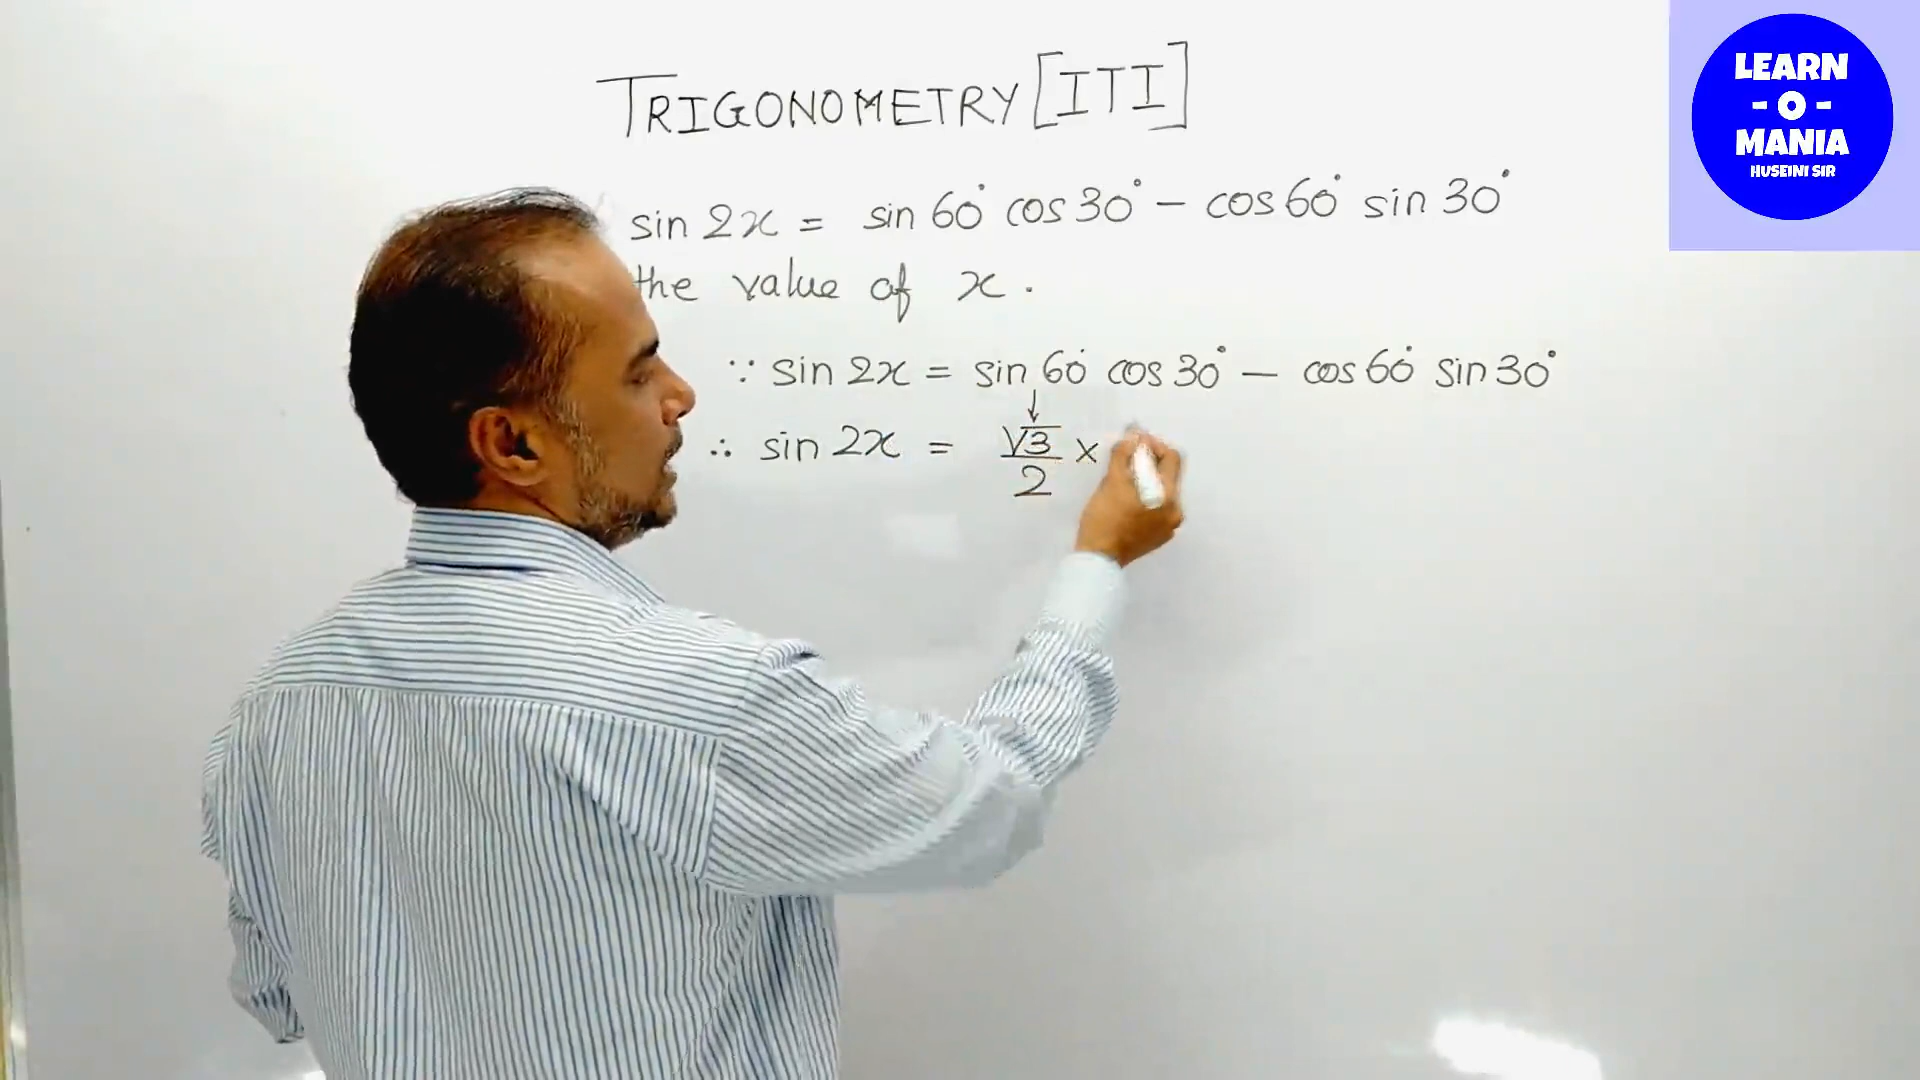 TRIGONOMETRY [ITI]
LEARN
- O -
MANIA
HUSEINI SIR
sin 2x = sin 60° cos 30° - cos 60° sin 30°
the value of x.
∵ sin 2x = sin 60° cos 30° - cos 60° sin 30°
↓
∴ sin 2x = √3/2 ×